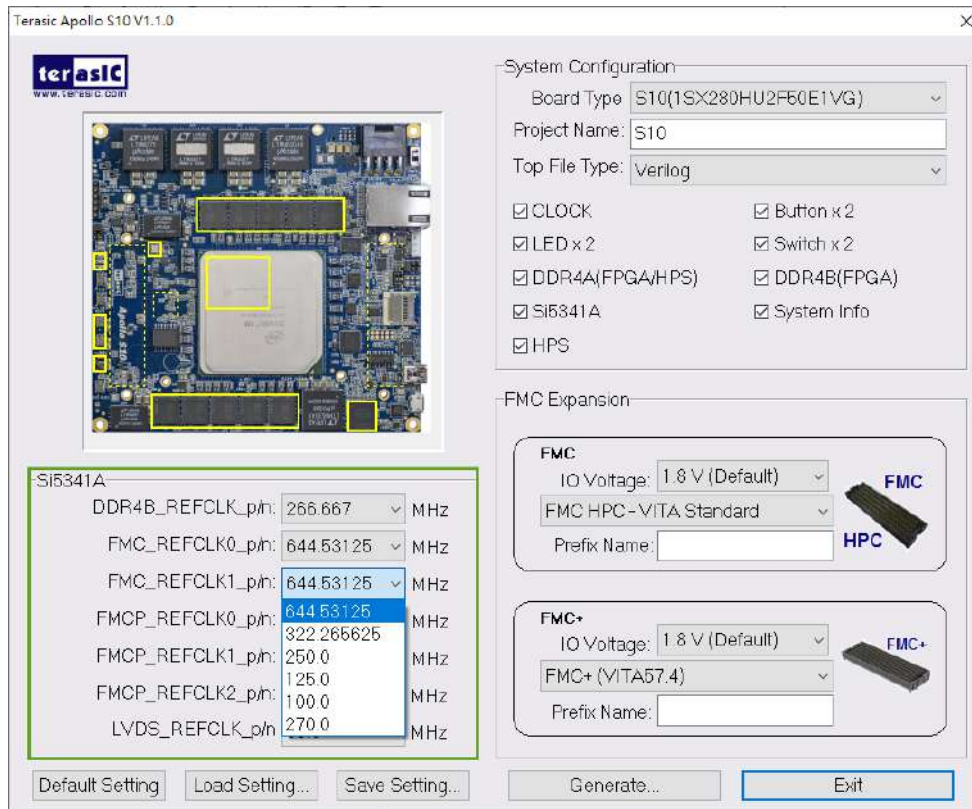 Terasic Apollo S10 V1.1.0
terasIC
www.terasic.com
Apollo S10
System Configuration
Board Type S10(1SX280HU2F50E1VG)
Project Name: S10
Top File Type: Verilog
CLOCK Button x 2
LED x 2 Switch x 2
DDR4A(FPGA/HPS) DDR4B(FPGA)
Si5341A System Info
HPS
Si5341A
DDR4B_REFCLK_p/n: 266.667 MHz
FMC_REFCLK0_p/n: 644.53125 MHz
FMC_REFCLK1_p/n: 644.53125 MHz
644.53125
FMCP_REFCLK0_p/n: MHz
322.265625
250.0
FMCP_REFCLK1_p/n: MHz
125.0
FMCP_REFCLK2_p/n: MHz
100.0
270.0
LVDS_REFCLK_p/n MHz
FMC Expansion
FMC
IO Voltage: 1.8 V (Default)
FMC HPC - VITA Standard
Prefix Name:
FMC
HPC
FMC+
IO Voltage: 1.8 V (Default)
FMC+ (VITA57.4)
Prefix Name:
FMC+
Default Setting Load Setting... Save Setting... Generate... Exit